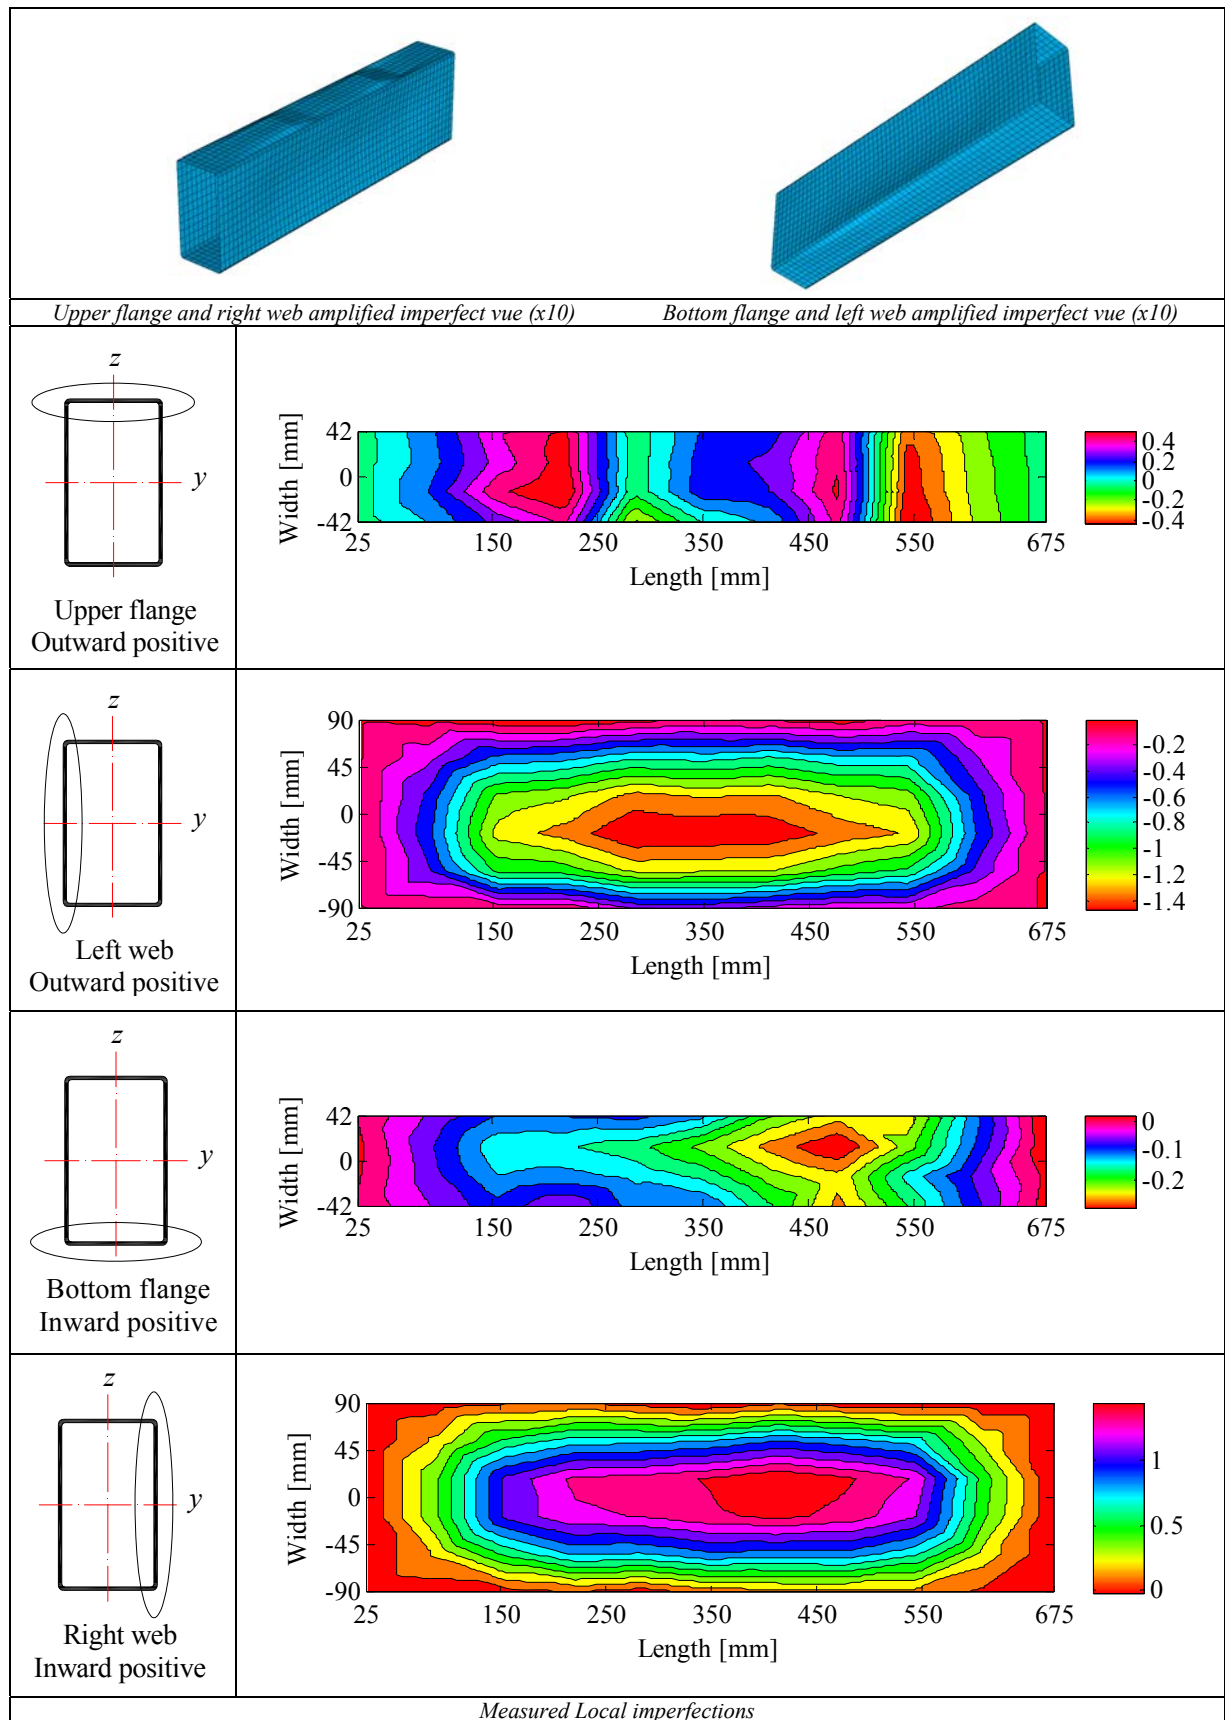 Upper flange and right web amplified imperfect vue (x10)
Bottom flange and left web amplified imperfect vue (x10)
z
y
Upper flange
Outward positive
Width [mm]
42
0
-42
25 150 250 350 450 550 675
Length [mm]
0.4
0.2
0
-0.2
-0.4
z
y
Left web
Outward positive
Width [mm]
90
45
0
-45
-90
25 150 250 350 450 550 675
Length [mm]
-0.2
-0.4
-0.6
-0.8
-1
-1.2
-1.4
z
y
Bottom flange
Inward positive
Width [mm]
42
0
-42
25 150 250 350 450 550 675
Length [mm]
0
-0.1
-0.2
z
y
Right web
Inward positive
Width [mm]
90
45
0
-45
-90
25 150 250 350 450 550 675
Length [mm]
1
0.5
0
Measured Local imperfections